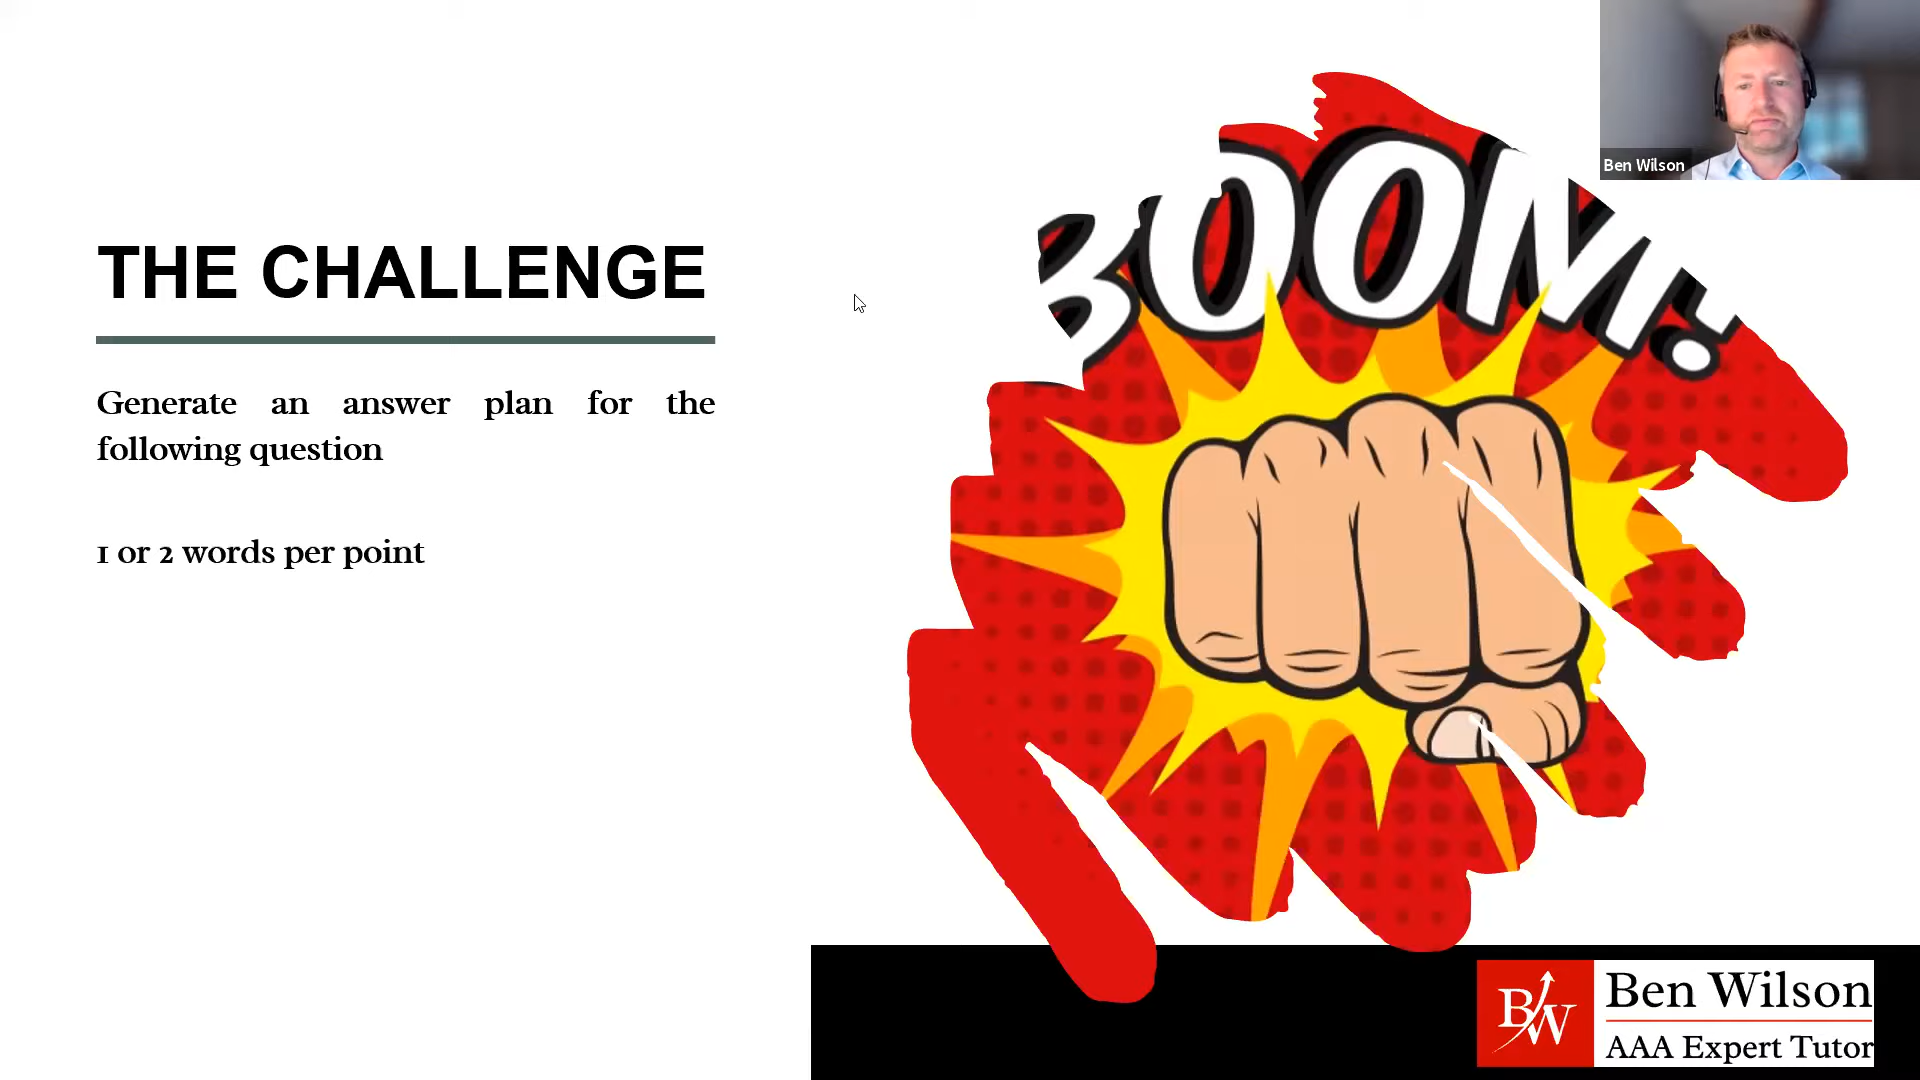 BOOM!
Ben Wilson
THE CHALLENGE
Generate an answer plan for the
following question
1 or 2 words per point
BW
Ben Wilson
AAA Expert Tutor